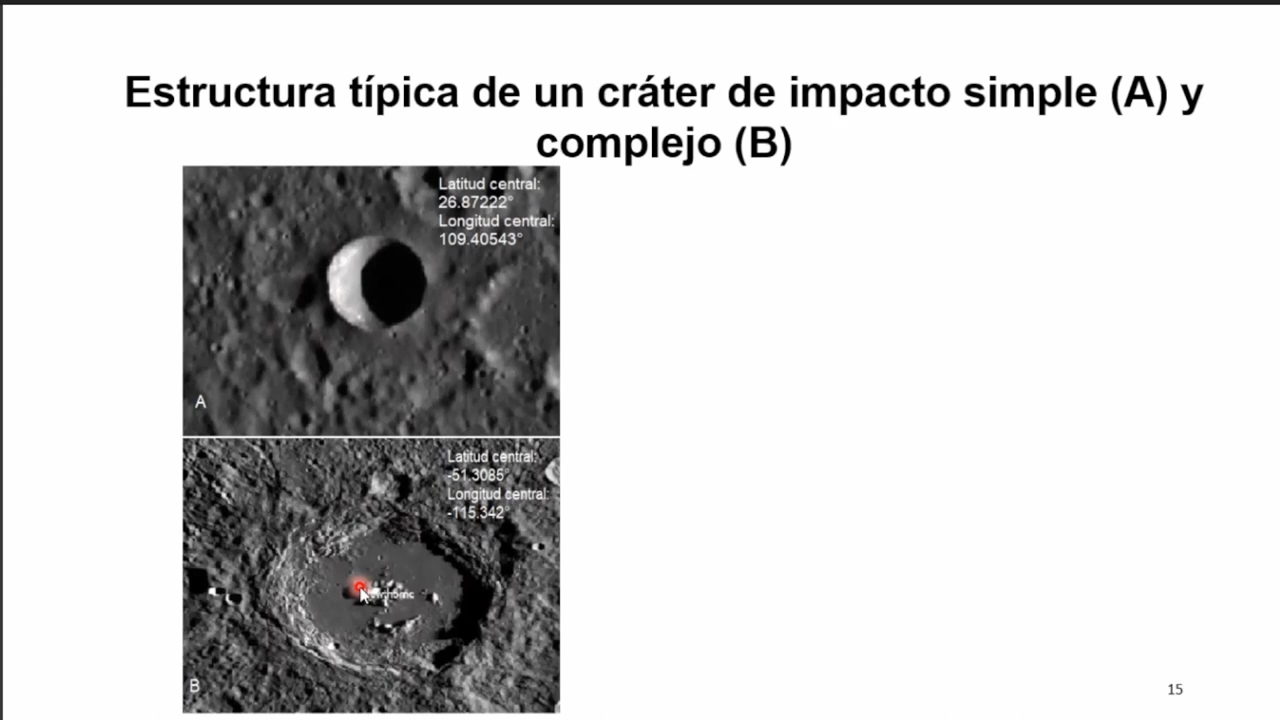 Estructura típica de un cráter de impacto simple (A) y
complejo (B)
Latitud central:
26.87222°
Longitud central:
109.40543°
A
Latitud central:
-51.3085°
Longitud central:
-115.342°
B
15